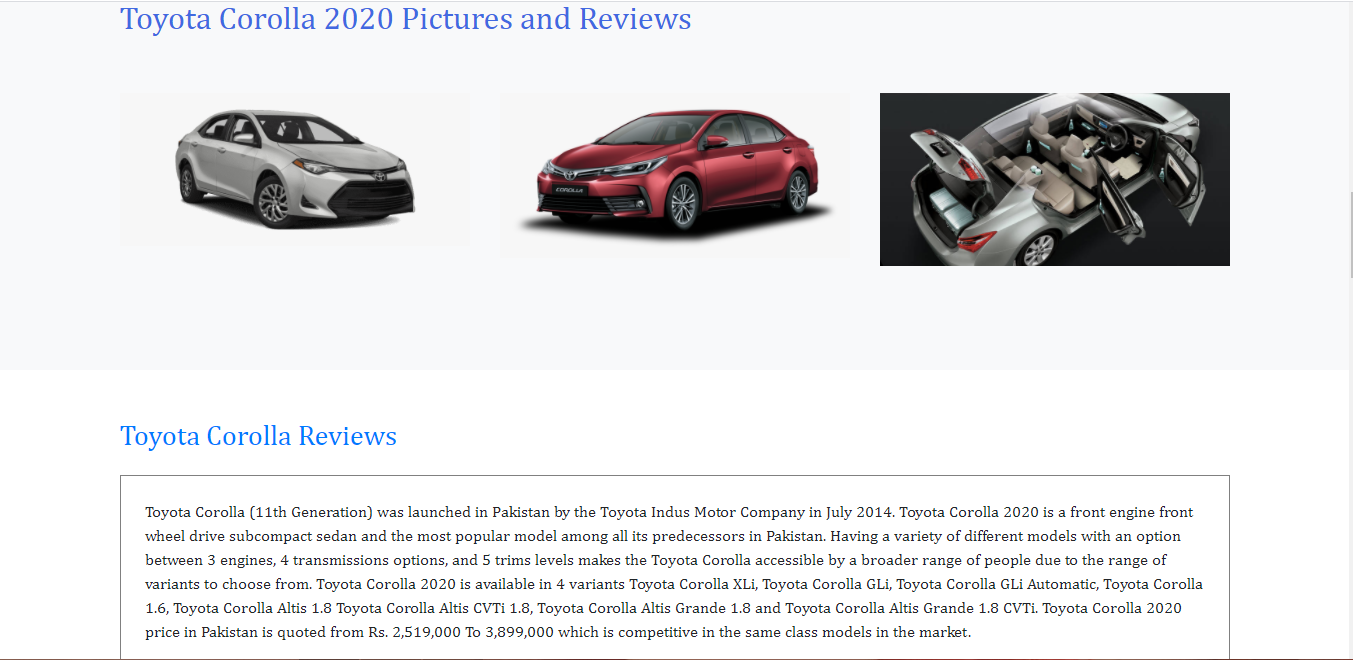 Toyota Corolla 2020 Pictures and Reviews
COROLLA
Toyota Corolla Reviews
Toyota Corolla (11th Generation) was launched in Pakistan by the Toyota Indus Motor Company in July 2014. Toyota Corolla 2020 is a front engine front
wheel drive subcompact sedan and the most popular model among all its predecessors in Pakistan. Having a variety of different models with an option
between 3 engines, 4 transmissions options, and 5 trims levels makes the Toyota Corolla accessible by a broader range of people due to the range of
variants to choose from. Toyota Corolla 2020 is available in 4 variants Toyota Corolla XLi, Toyota Corolla GLi, Toyota Corolla GLi Automatic, Toyota Corolla
1.6, Toyota Corolla Altis 1.8 Toyota Corolla Altis CVTi 1.8, Toyota Corolla Altis Grande 1.8 and Toyota Corolla Altis Grande 1.8 CVTi. Toyota Corolla 2020
price in Pakistan is quoted from Rs. 2,519,000 To 3,899,000 which is competitive in the same class models in the market.